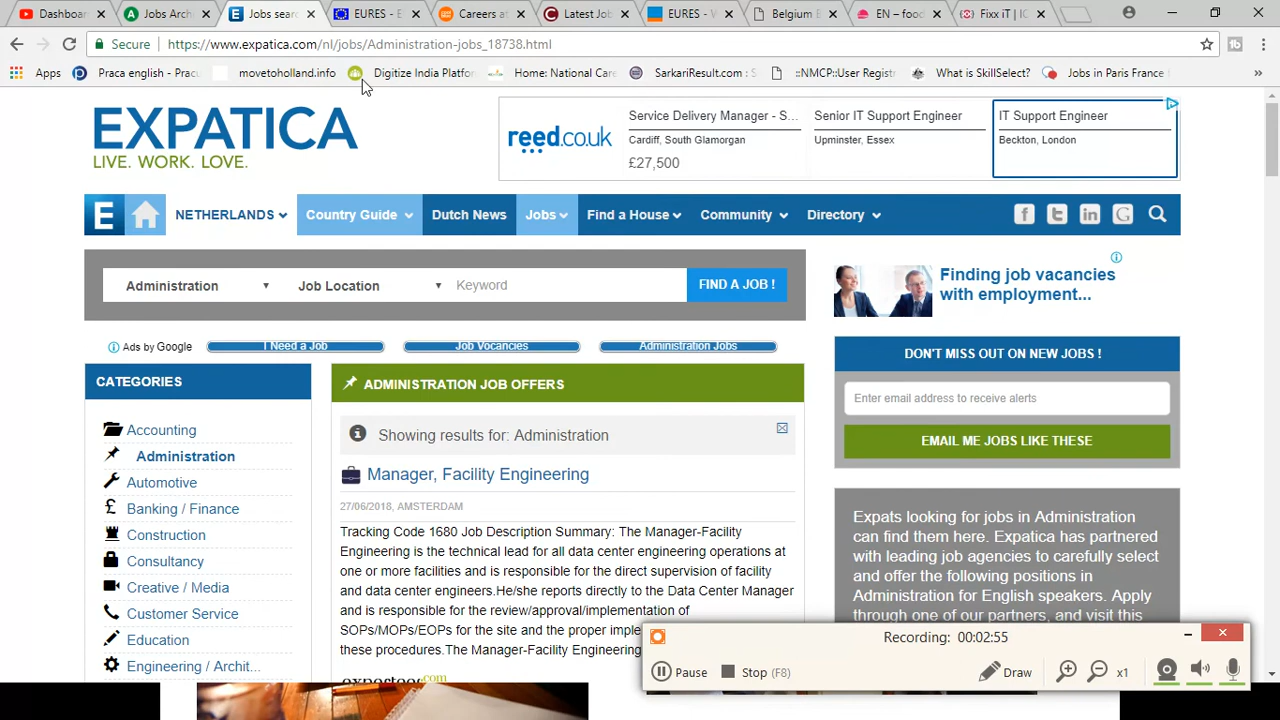 Dashboar
Jobs Arch
Jobs sear
EURES - E
Careers at
Latest Job
EURES - W
Belgium B
EN – food
Fixx iT | IC
Secure
https://www.expatica.com/nl/jobs/Administration-jobs_18738.html
Apps
Praca english - Pracu
movetoholland.info
Digitize India Platfor
Home: National Care
SarkariResult.com : S
::NMCP::User Registr
What is SkillSelect?
Jobs in Paris France
EXPATICA
LIVE. WORK. LOVE.
reed.co.uk
Service Delivery Manager - S...
Cardiff, South Glamorgan
£27,500
Senior IT Support Engineer
Upminster, Essex
IT Support Engineer
Beckton, London
E
NETHERLANDS
Country Guide
Dutch News
Jobs
Find a House
Community
Directory
Administration
Job Location
Keyword
FIND A JOB !
Finding job vacancies
with employment...
Ads by Google
I Need a Job
Job Vacancies
Administration Jobs
DON'T MISS OUT ON NEW JOBS !
Enter email address to receive alerts
EMAIL ME JOBS LIKE THESE
CATEGORIES
Accounting
Administration
Automotive
Banking / Finance
Construction
Consultancy
Creative / Media
Customer Service
Education
Engineering / Archit...
ADMINISTRATION JOB OFFERS
Showing results for: Administration
Manager, Facility Engineering
27/06/2018, AMSTERDAM
Tracking Code 1680 Job Description Summary: The Manager-Facility
Engineering is the technical lead for all data center engineering operations at
one or more facilities and is responsible for the direct supervision of facility
and data center engineers.He/she reports directly to the Data Center Manager
and is responsible for the review/approval/implementation of
SOPs/MOPs/EOPs for the site and the proper imple
these procedures.The Manager-Facility Engineering
Expats looking for jobs in Administration
can find them here. Expatica has partnered
with leading job agencies to carefully select
and offer the following positions in
Administration for English speakers. Apply
through one of our partners, and visit this
Recording: 00:02:55
Pause
Stop (F8)
Draw
x1